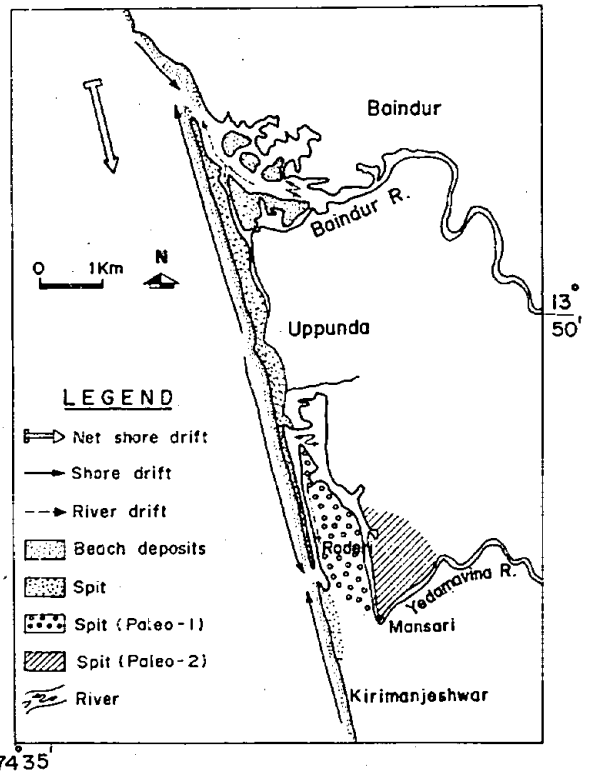 Baindur
Baindur R.
N
0 1Km
13°
50'
Uppunda
LEGEND
Net shore drift
Shore drift
River drift
Beach deposits
Spit
Spit (Paleo-1)
Spit (Paleo-2)
River
Yedamavina R.
Mansari
Kirimanjeshwar
74°35'